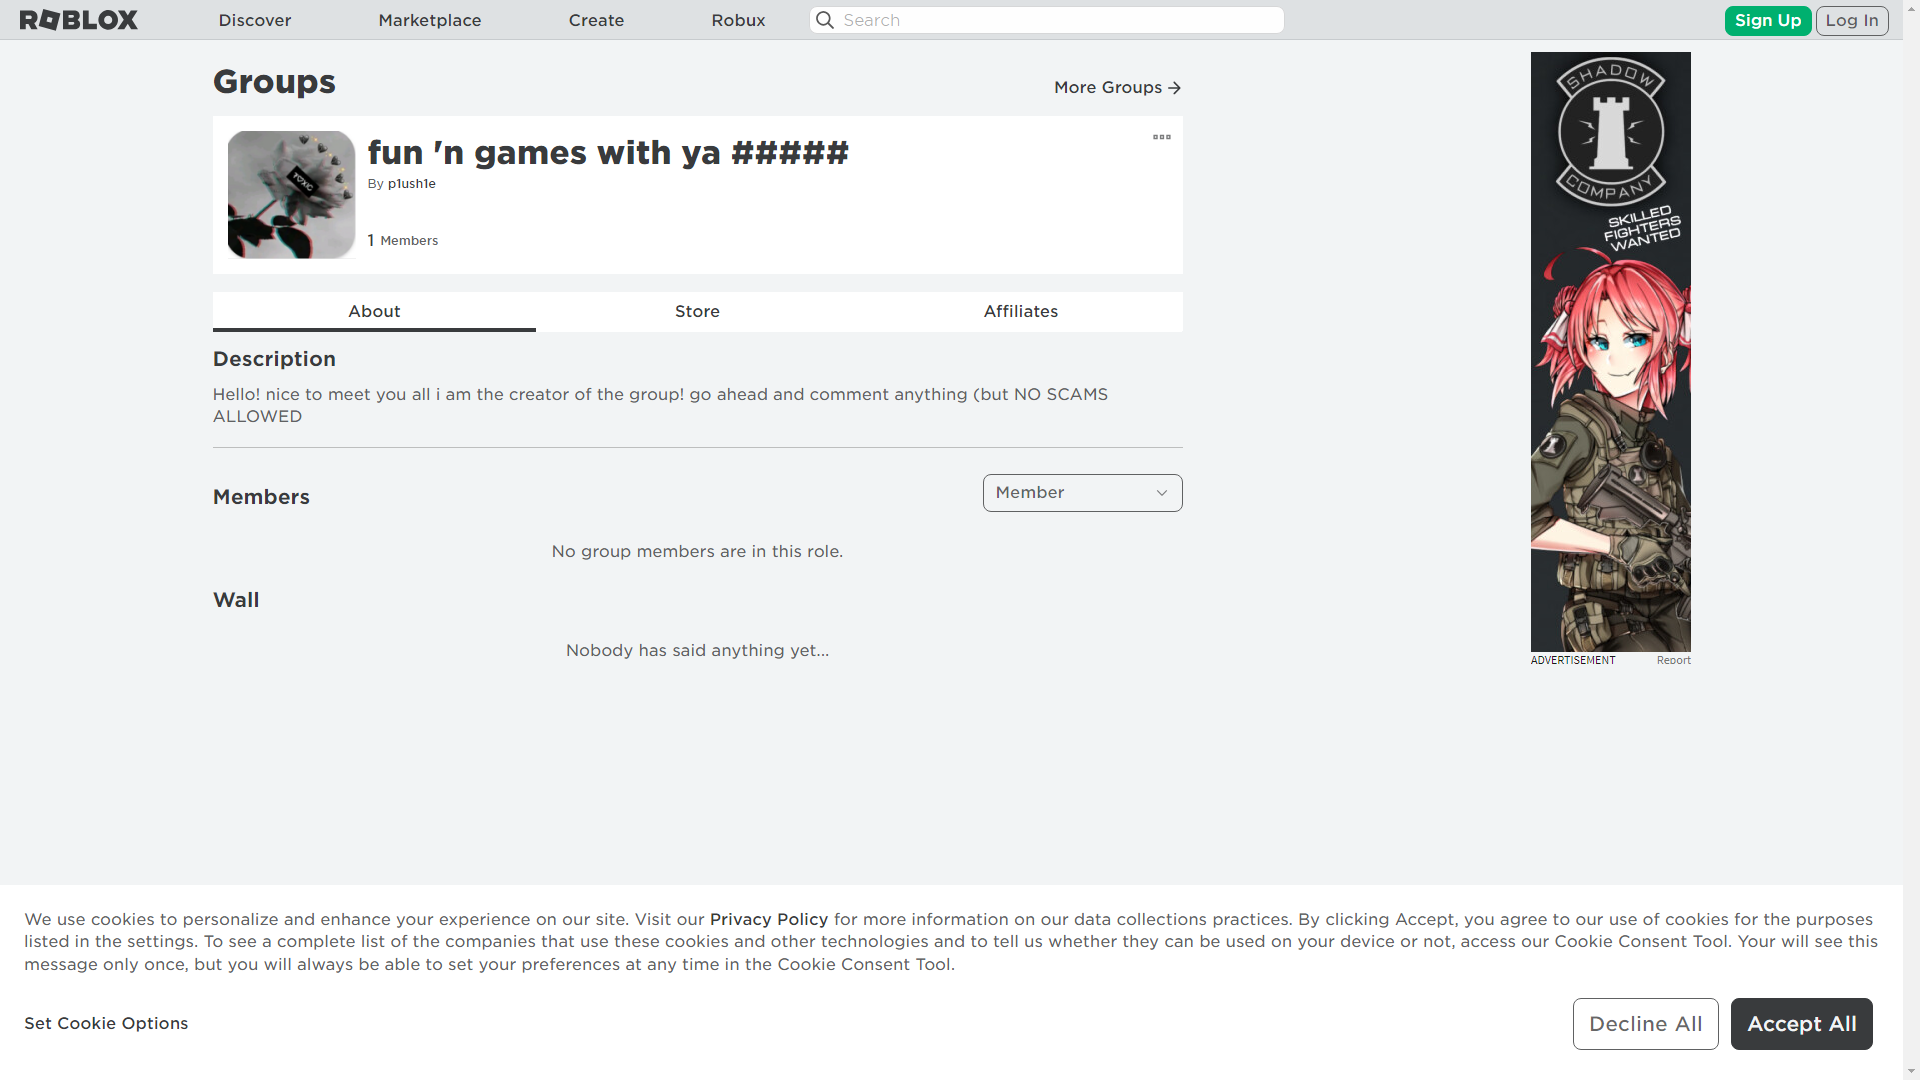 ROBLOX
Discover
Marketplace
Create
Robux
Search
Sign Up
Log In
Groups
More Groups
fun 'n games with ya #####
By p1ush1e
1 Members
TOXIC
About
Store
Affiliates
Description
Hello! nice to meet you all i am the creator of the group! go ahead and comment anything (but NO SCAMS
ALLOWED
Members
Member
No group members are in this role.
Wall
Nobody has said anything yet...
SHADOW
COMPANY
SKILLED
FIGHTERS
WANTED
ADVERTISEMENT
Report
We use cookies to personalize and enhance your experience on our site. Visit our Privacy Policy for more information on our data collections practices. By clicking Accept, you agree to our use of cookies for the purposes
listed in the settings. To see a complete list of the companies that use these cookies and other technologies and to tell us whether they can be used on your device or not, access our Cookie Consent Tool. Your will see this
message only once, but you will always be able to set your preferences at any time in the Cookie Consent Tool.
Set Cookie Options
Decline All
Accept All